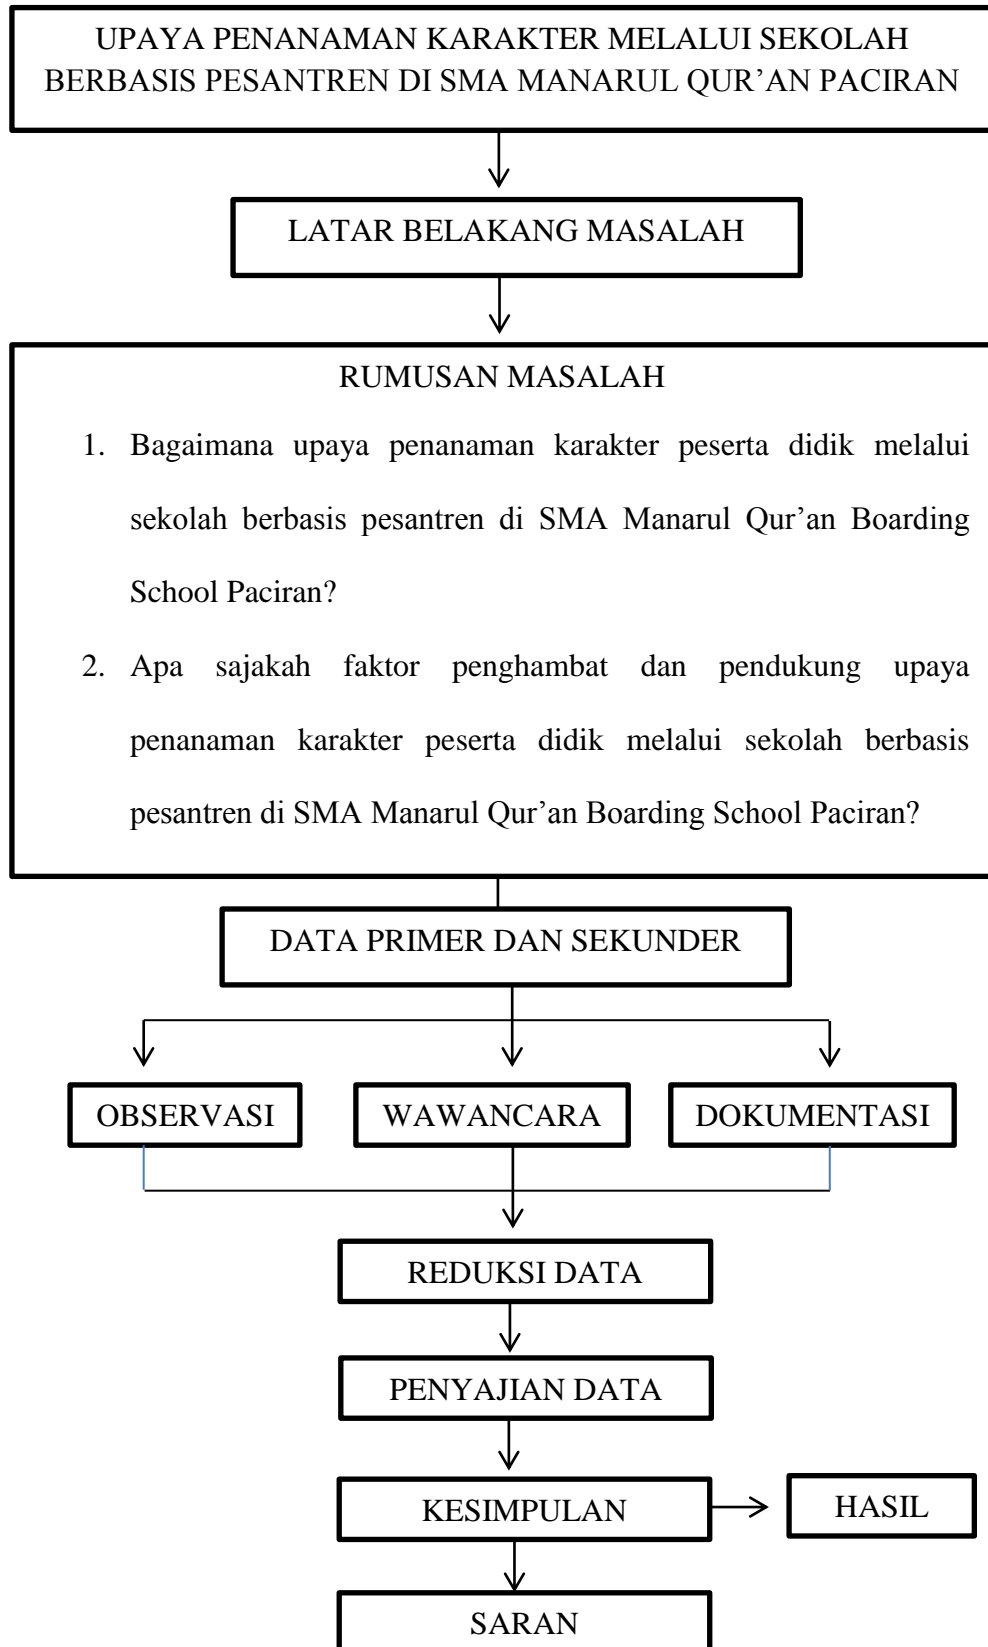 UPAYA PENANAMAN KARAKTER MELALUI SEKOLAH
BERBASIS PESANTREN DI SMA MANARUL QUR’AN PACIRAN
LATAR BELAKANG MASALAH
RUMUSAN MASALAH
1. Bagaimana upaya penanaman karakter peserta didik melalui
sekolah berbasis pesantren di SMA Manarul Qur’an Boarding
School Paciran?
2. Apa sajakah faktor penghambat dan pendukung upaya
penanaman karakter peserta didik melalui sekolah berbasis
pesantren di SMA Manarul Qur’an Boarding School Paciran?
DATA PRIMER DAN SEKUNDER
OBSERVASI
WAWANCARA
DOKUMENTASI
REDUKSI DATA
PENYAJIAN DATA
KESIMPULAN
HASIL
SARAN